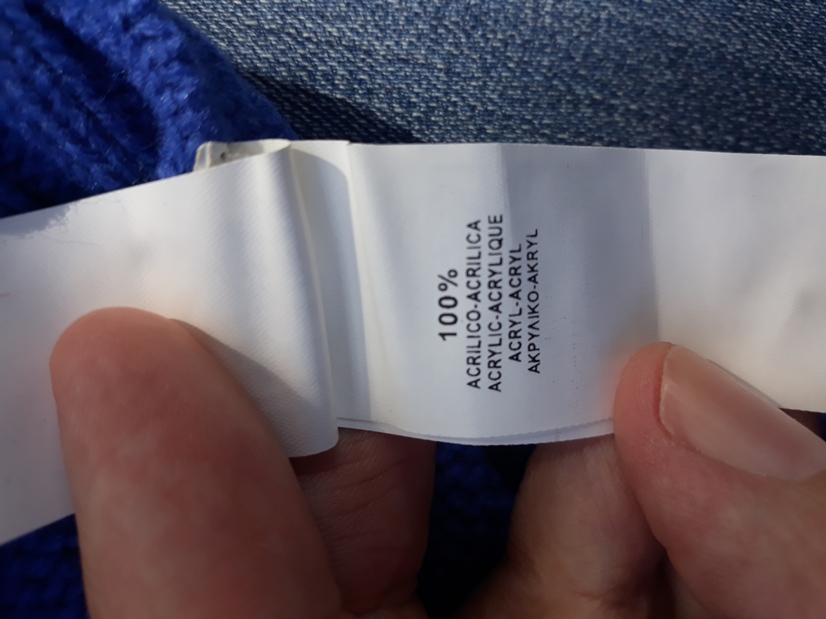 100%
ACRILICO-ACRILICA
ACRYLIC-ACRYLIQUE
ACRYL-ACRYL
ΑΚΡΥΛΙΚΟ-AKRYL